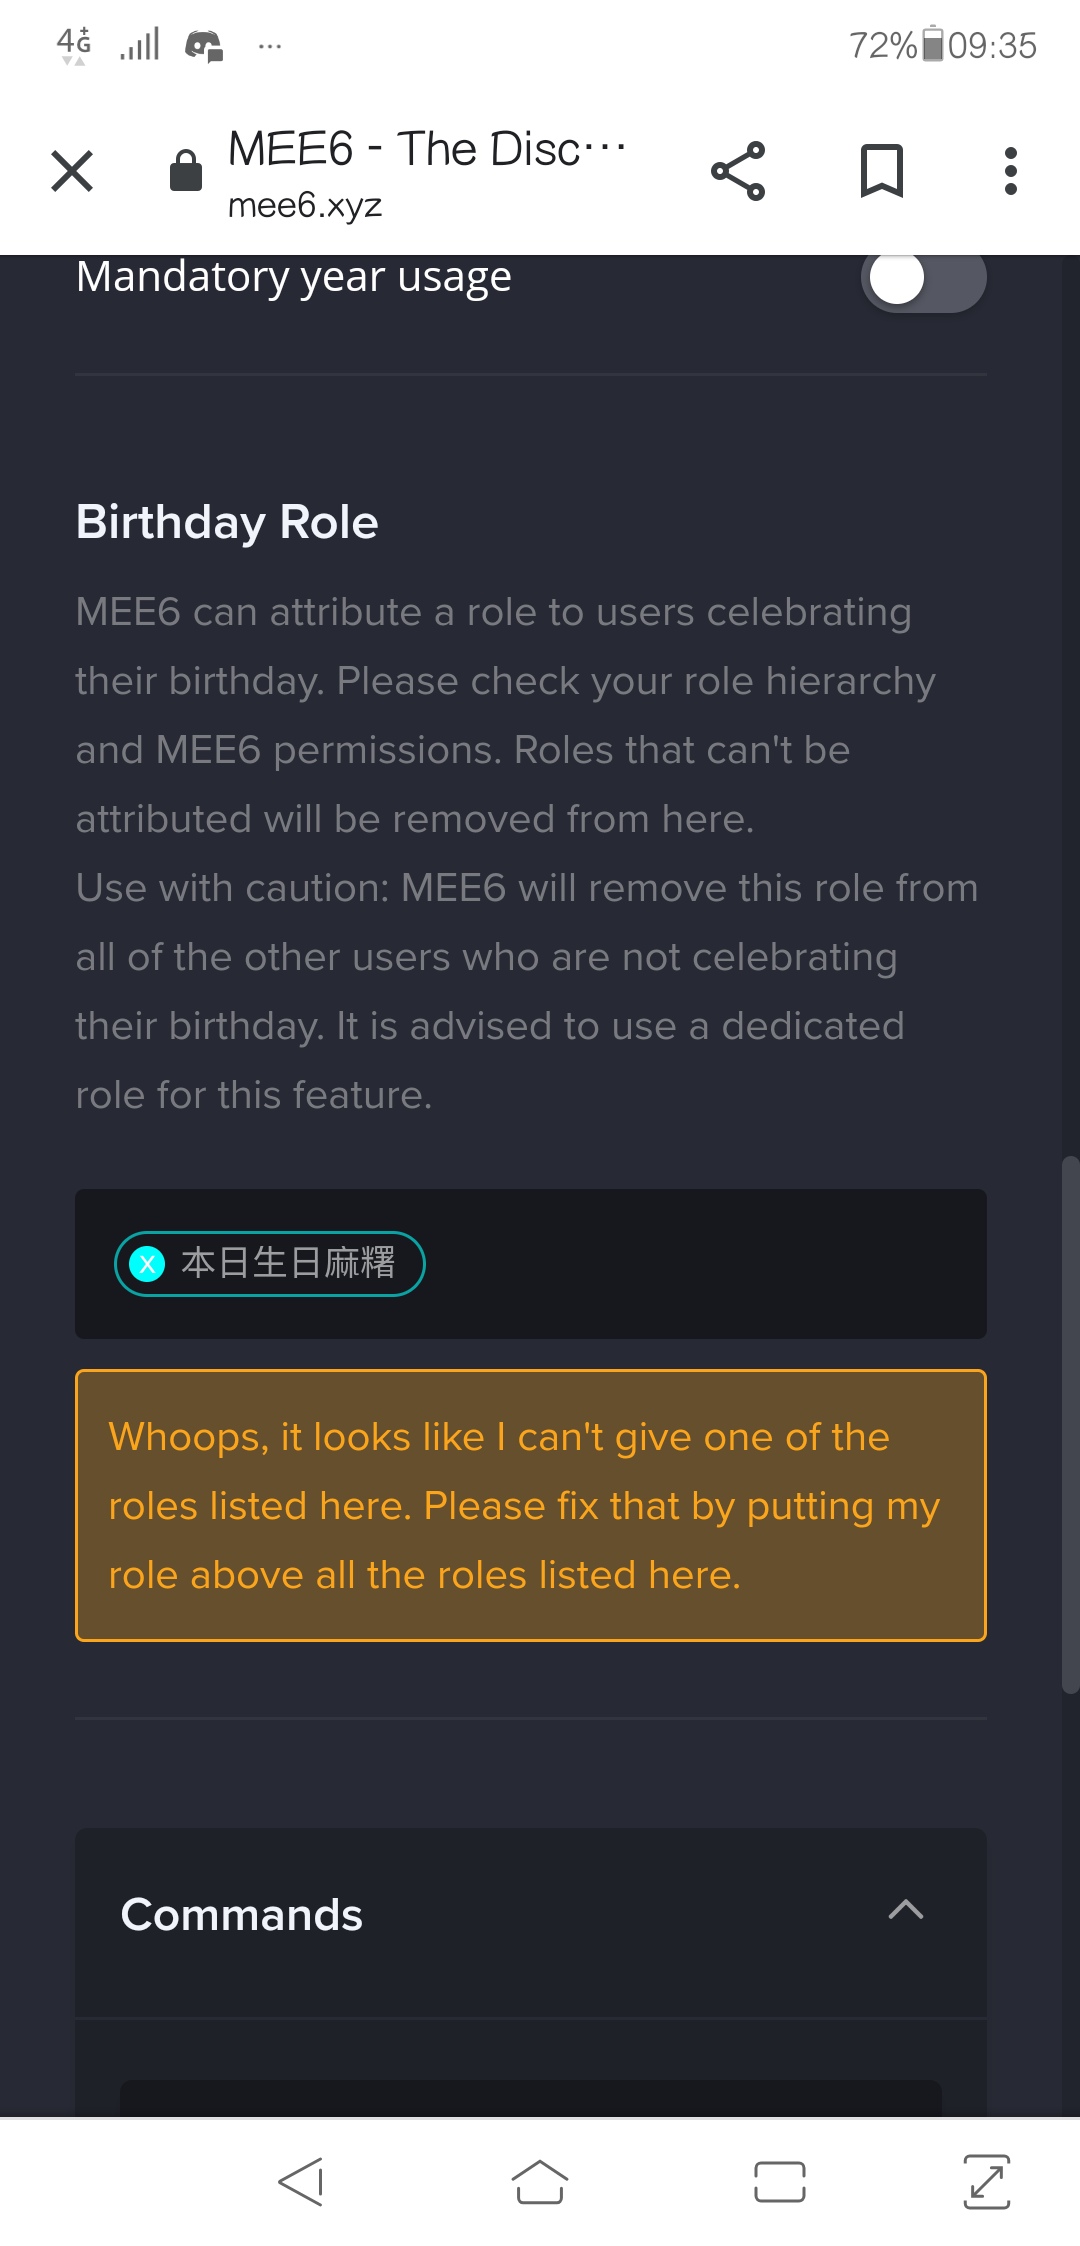 4G+ 72% 09:35
MEE6 - The Disc...
mee6.xyz
Mandatory year usage
Birthday Role
MEE6 can attribute a role to users celebrating
their birthday. Please check your role hierarchy
and MEE6 permissions. Roles that can't be
attributed will be removed from here.
Use with caution: MEE6 will remove this role from
all of the other users who are not celebrating
their birthday. It is advised to use a dedicated
role for this feature.
X 本日生日麻糬
Whoops, it looks like I can't give one of the
roles listed here. Please fix that by putting my
role above all the roles listed here.
Commands